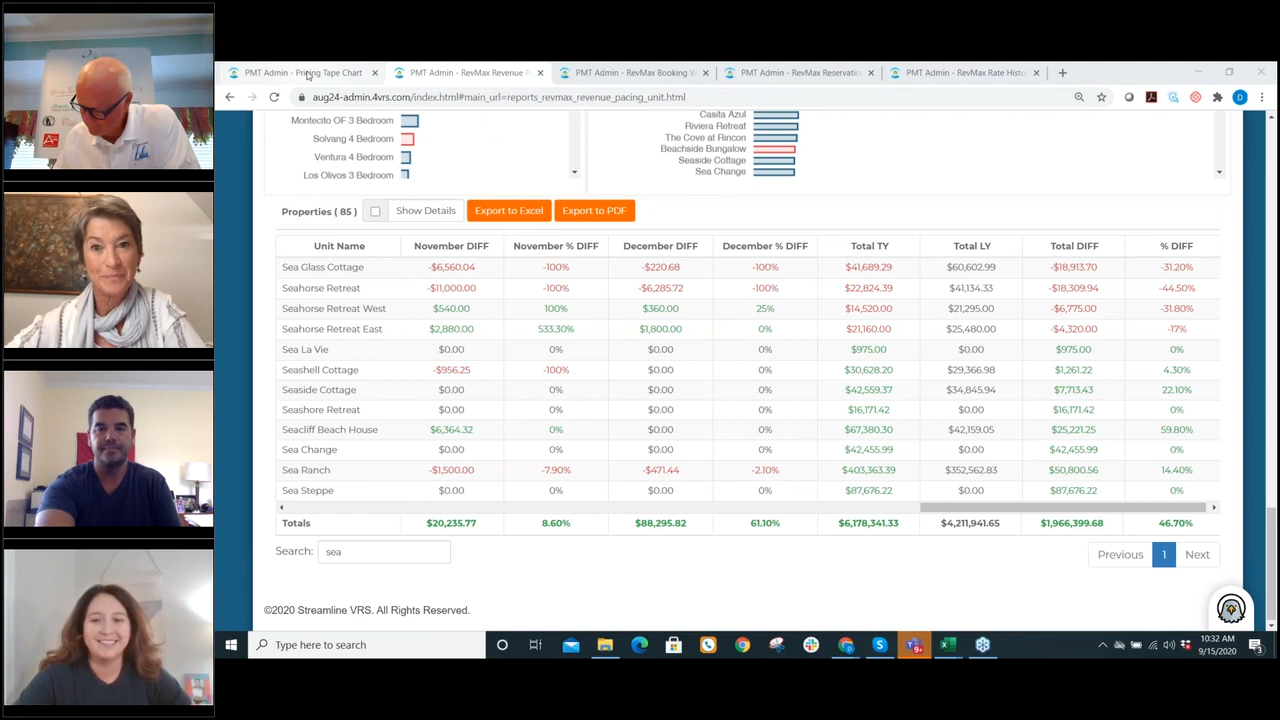 PMT Admin - Pricing Tape Chart
PMT Admin - RevMax Revenue P
PMT Admin - RevMax Booking W
PMT Admin - RevMax Reservatio
PMT Admin - RevMax Rate Histo
aug24-admin.4vrs.com/index.html#main_url=reports_revmax_revenue_pacing_unit.html
D
Montecito OF 3 Bedroom
Solvang 4 Bedroom
Ventura 4 Bedroom
Los Olivos 3 Bedroom
Casita Azul
Riviera Retreat
The Cove at Rincon
Beachside Bungalow
Seaside Cottage
Sea Change
Properties ( 85 ) Show Details Export to Excel Export to PDF
Unit Name November DIFF November % DIFF December DIFF December % DIFF Total TY Total LY Total DIFF % DIFF
Sea Glass Cottage -$6,560.04 -100% -$220.68 -100% $41,689.29 $60,602.99 -$18,913.70 -31.20%
Seahorse Retreat -$11,000.00 -100% -$6,285.72 -100% $22,824.39 $41,134.33 -$18,309.94 -44.50%
Seahorse Retreat West $540.00 100% $360.00 25% $14,520.00 $21,295.00 -$6,775.00 -31.80%
Seahorse Retreat East $2,880.00 533.30% $1,800.00 0% $21,160.00 $25,480.00 -$4,320.00 -17%
Sea La Vie $0.00 0% $0.00 0% $975.00 $0.00 $975.00 0%
Seashell Cottage -$956.25 -100% $0.00 0% $30,628.20 $29,366.98 $1,261.22 4.30%
Seaside Cottage $0.00 0% $0.00 0% $42,559.37 $34,845.94 $7,713.43 22.10%
Seashore Retreat $0.00 0% $0.00 0% $16,171.42 $0.00 $16,171.42 0%
Seacliff Beach House $6,364.32 0% $0.00 0% $67,380.30 $42,159.05 $25,221.25 59.80%
Sea Change $0.00 0% $0.00 0% $42,455.99 $0.00 $42,455.99 0%
Sea Ranch -$1,500.00 -7.90% -$471.44 -2.10% $403,363.39 $352,562.83 $50,800.56 14.40%
Sea Steppe $0.00 0% $0.00 0% $87,676.22 $0.00 $87,676.22 0%
Totals $20,235.77 8.60% $88,295.82 61.10% $6,178,341.33 $4,211,941.65 $1,966,399.68 46.70%
Search: sea
Previous 1 Next
©2020 Streamline VRS. All Rights Reserved.
Type here to search
9+
10:32 AM
9/15/2020
3